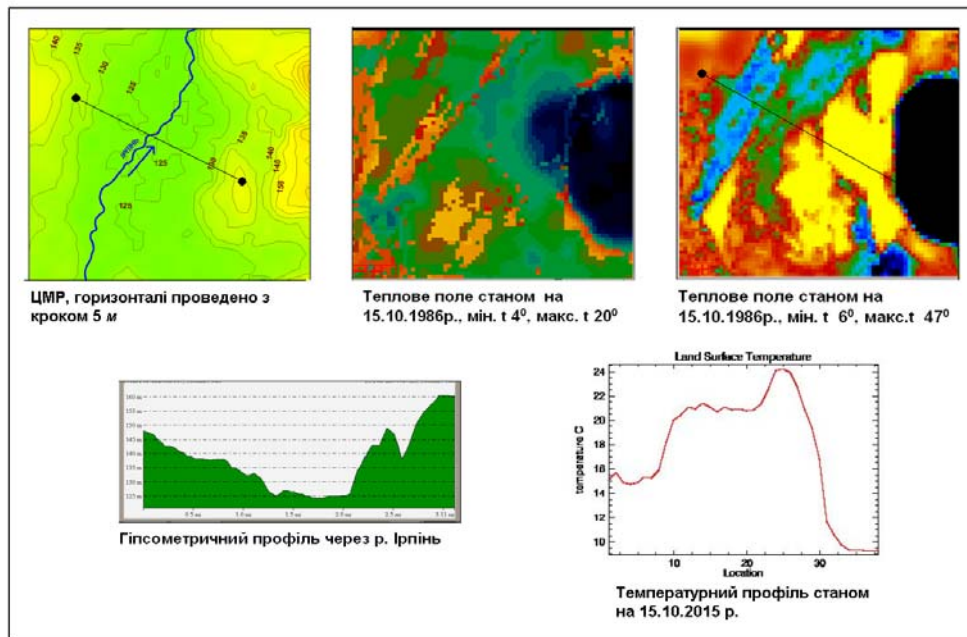 140
135
130
125
125
125
130
135
140
140
150
ЦМР, горизонталі проведено з
кроком 5 м
Теплове поле станом на
15.10.1986р., мін. t 4⁰, макс. t 20⁰
Теплове поле станом на
15.10.1986р., мін. t 6⁰, макс.t 47⁰
Гіпсометричний профіль через р. Ірпінь
Land Surface Temperature
temperature C
24
22
20
18
16
14
12
10
10
20
30
Location
Температурний профіль станом
на 15.10.2015 р.